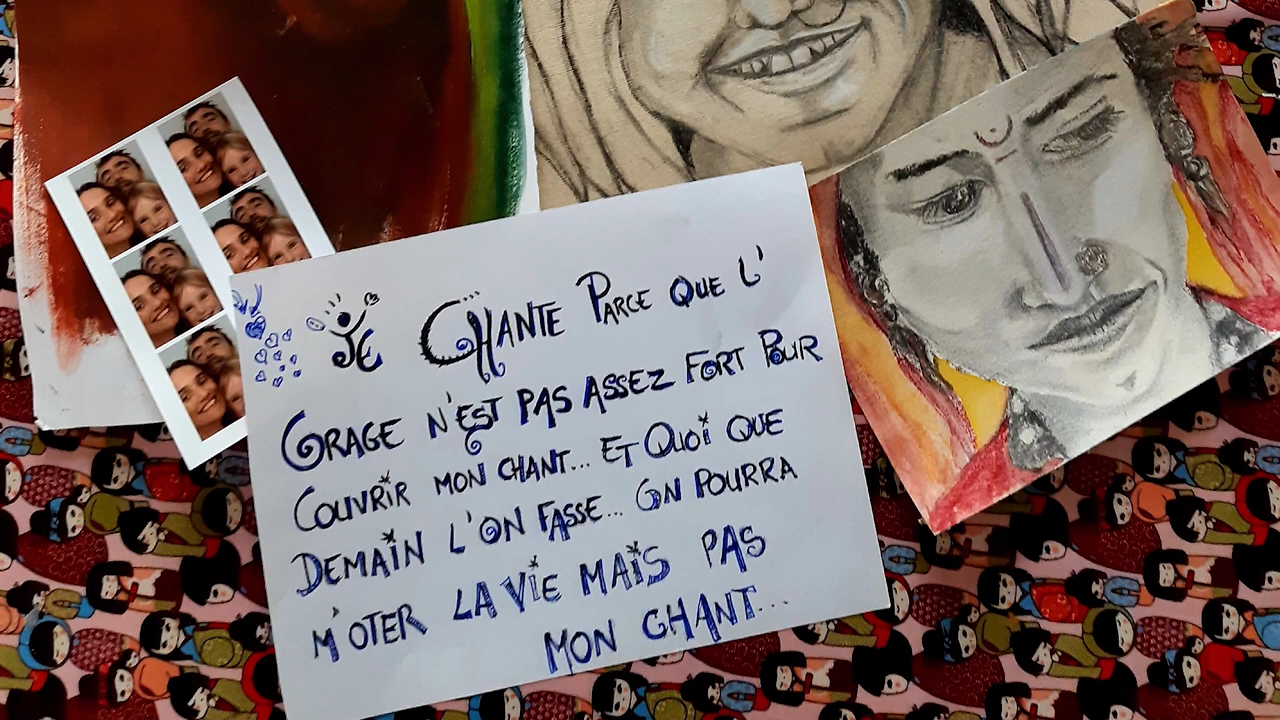 JE CHANTE PARCE QUE L'
ORAGE N'EST PAS ASSEZ FORT POUR
COUVRIR MON CHANT... ET QUOI QUE
DEMAIN L'ON FASSE... ON POURRA
M'OTER LA VIE MAIS PAS
MON CHANT...